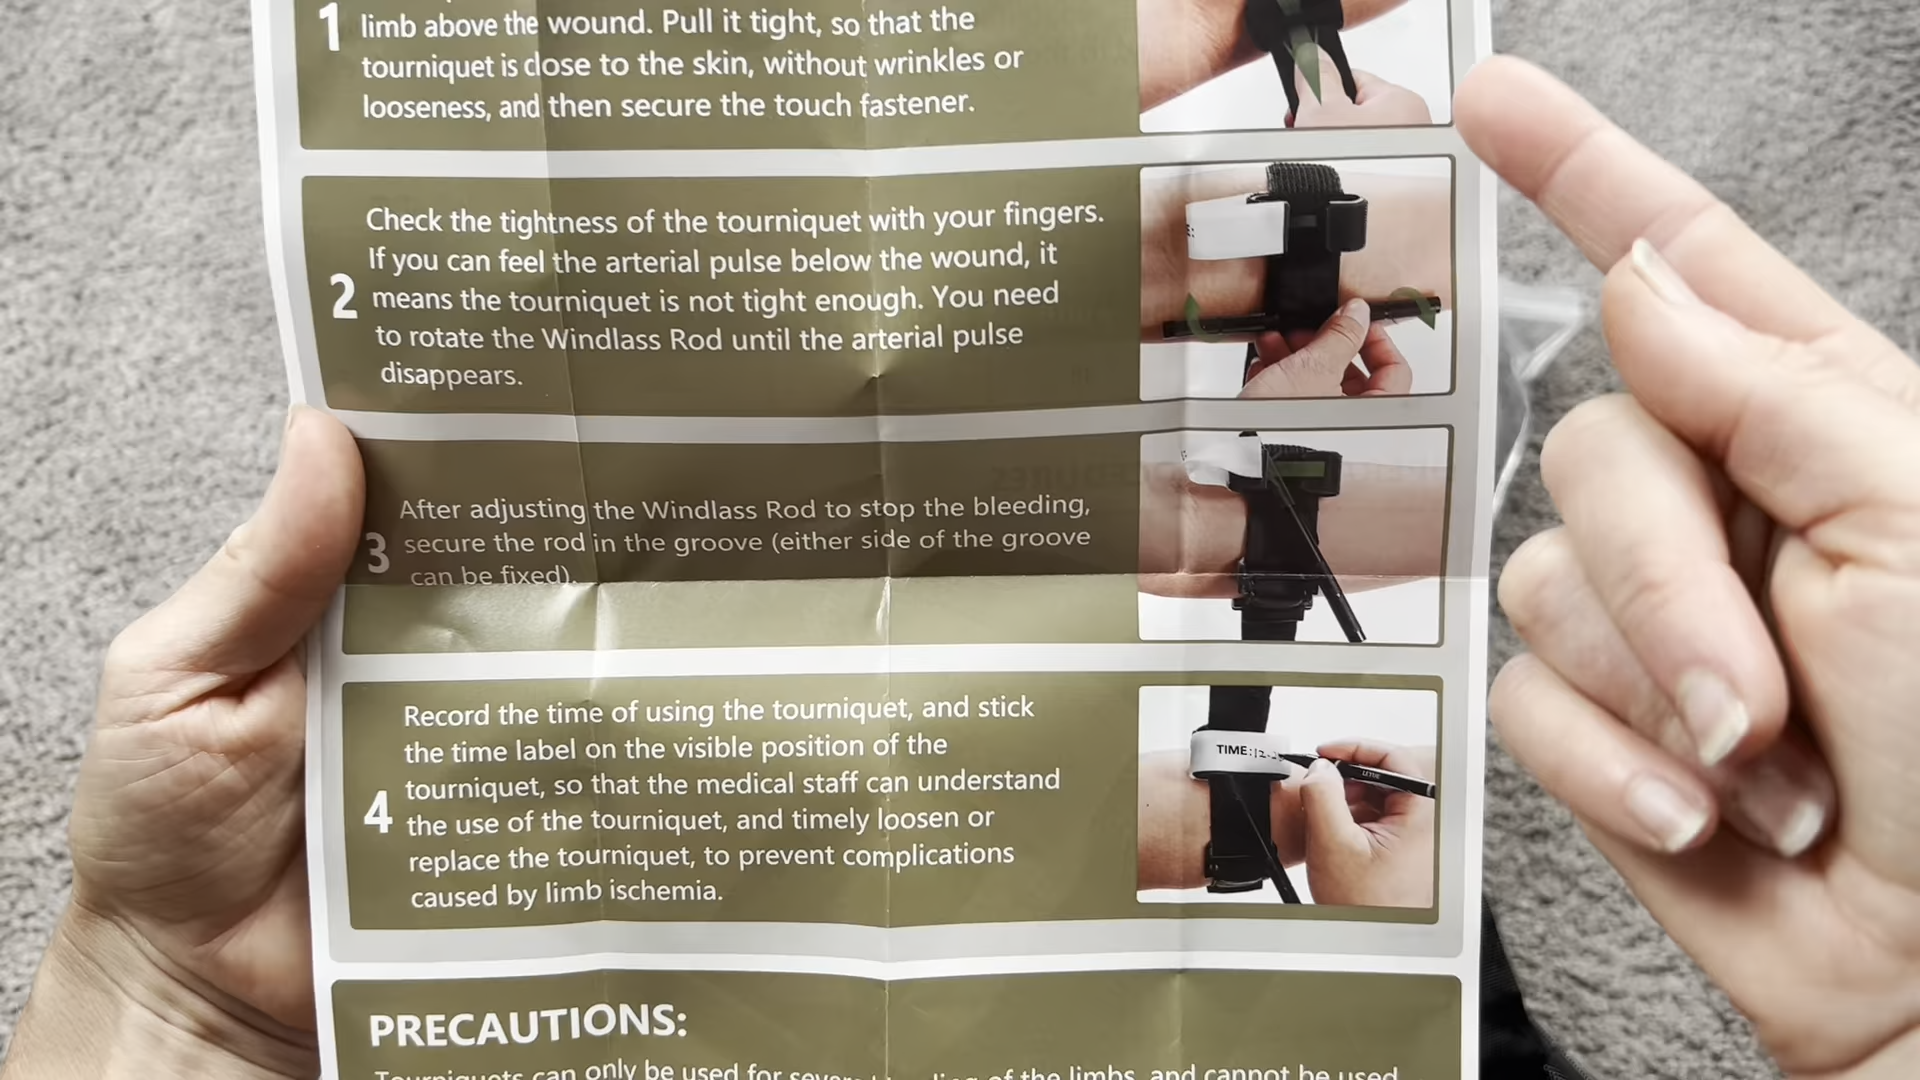 1
limb above the wound. Pull it tight, so that the
tourniquet is close to the skin, without wrinkles or
looseness, and then secure the touch fastener.
2
Check the tightness of the tourniquet with your fingers.
If you can feel the arterial pulse below the wound, it
means the tourniquet is not tight enough. You need
to rotate the Windlass Rod until the arterial pulse
disappears.
3
After adjusting the Windlass Rod to stop the bleeding,
secure the rod in the groove (either side of the groove
can be fixed).
4
Record the time of using the tourniquet, and stick
the time label on the visible position of the
tourniquet, so that the medical staff can understand
the use of the tourniquet, and timely loosen or
replace the tourniquet, to prevent complications
caused by limb ischemia.
TIME:
PRECAUTIONS:
Tourniquets can only be used for of the limbs, and cannot be used